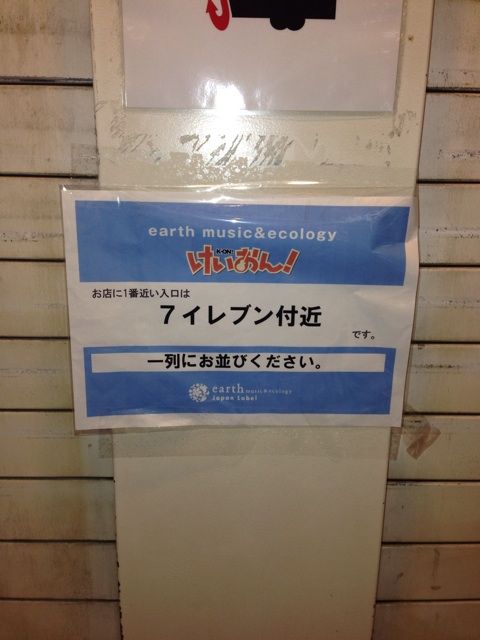 earth music&ecology
K-ON!
けいおん!
お店に1番近い入口は
7イレブン付近
です。
一列にお並びください。
earth music&ecology
Japan Label